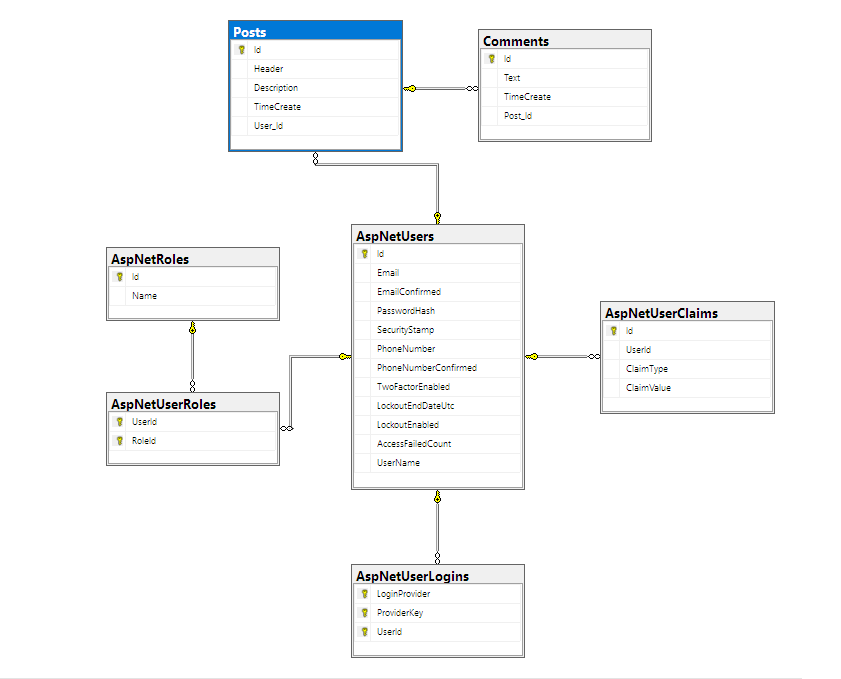 Posts
Id
Header
Description
TimeCreate
User_Id
Comments
Id
Text
TimeCreate
Post_Id
AspNetUsers
Id
Email
EmailConfirmed
PasswordHash
SecurityStamp
PhoneNumber
PhoneNumberConfirmed
TwoFactorEnabled
LockoutEndDateUtc
LockoutEnabled
AccessFailedCount
UserName
AspNetRoles
Id
Name
AspNetUserRoles
UserId
RoleId
AspNetUserClaims
Id
UserId
ClaimType
ClaimValue
AspNetUserLogins
LoginProvider
ProviderKey
UserId